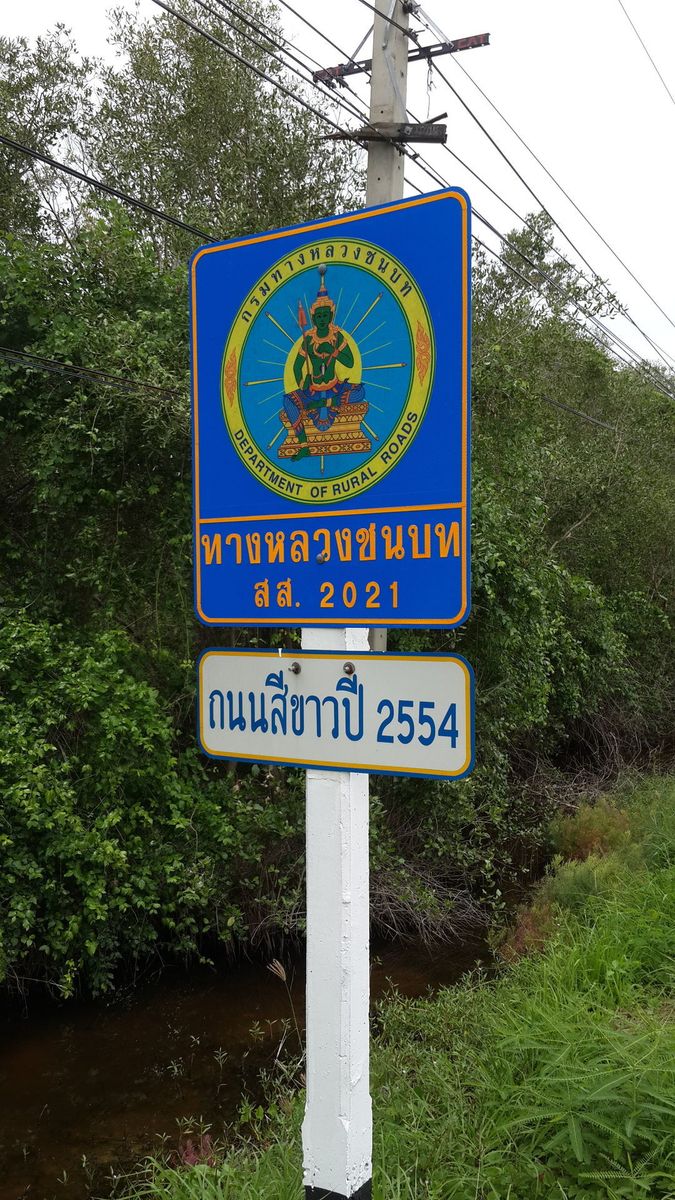 กรมทางหลวงชนบท
DEPARTMENT OF RURAL ROADS
ทางหลวงชนบท
สส. 2021
ถนนสีขาวปี 2554